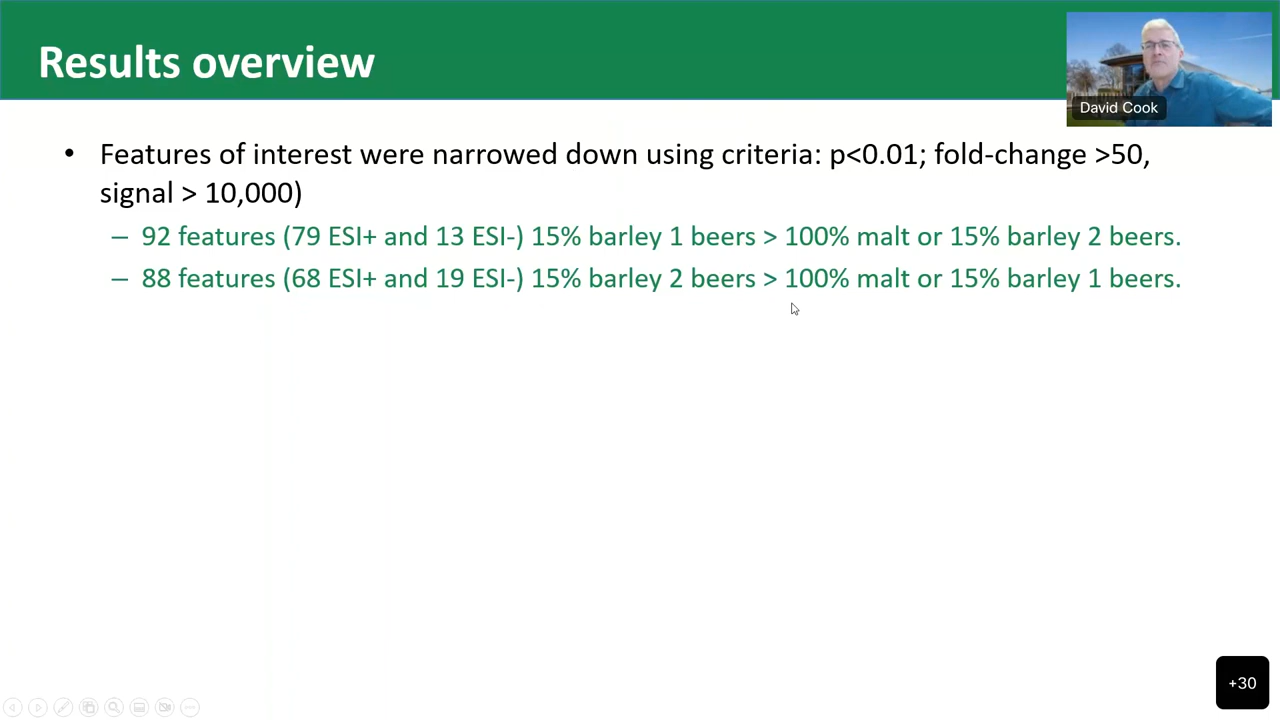 Results overview
David Cook
• Features of interest were narrowed down using criteria: p<0.01; fold-change >50,
signal > 10,000)
– 92 features (79 ESI+ and 13 ESI-) 15% barley 1 beers > 100% malt or 15% barley 2 beers.
– 88 features (68 ESI+ and 19 ESI-) 15% barley 2 beers > 100% malt or 15% barley 1 beers.
+30